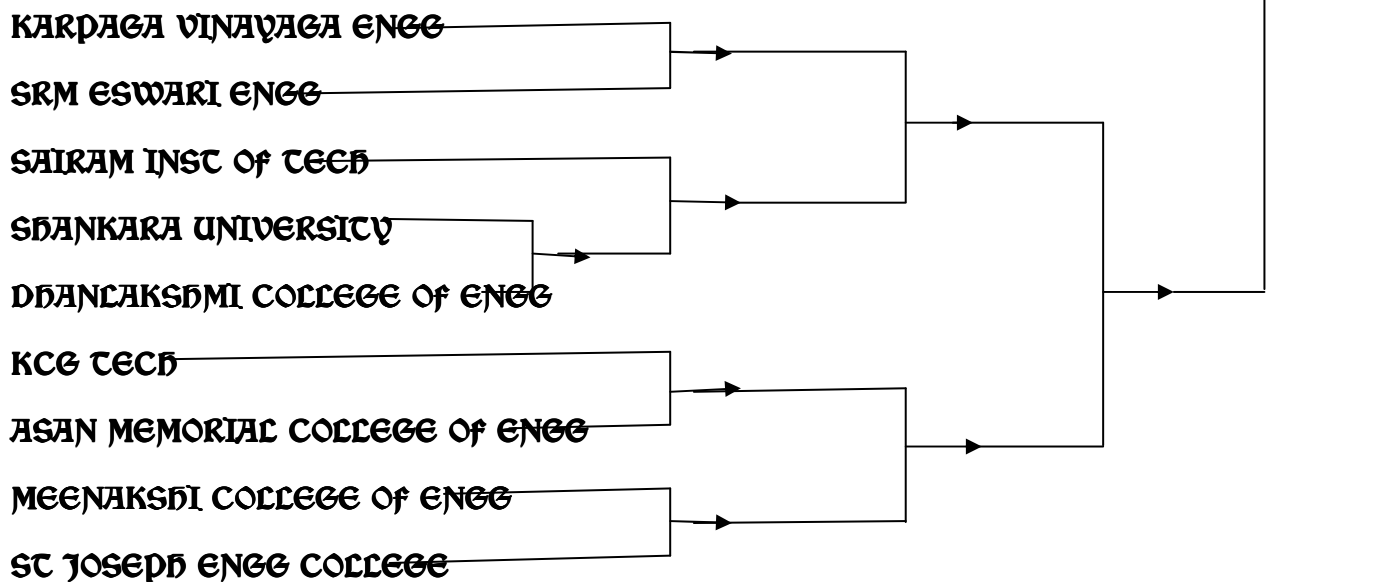 KARPAGA VINAYAGA ENGG
SRM ESWARI ENGG
SAIRAM INST OF TECH
SHANKARA UNIVERSITY
DHANLAKSHMI COLLEGE OF ENGG
KCG TECH
ASAN MEMORIAL COLLEGE OF ENGG
MEENAKSHI COLLEGE OF ENGG
ST JOSEPH ENGG COLLEGE